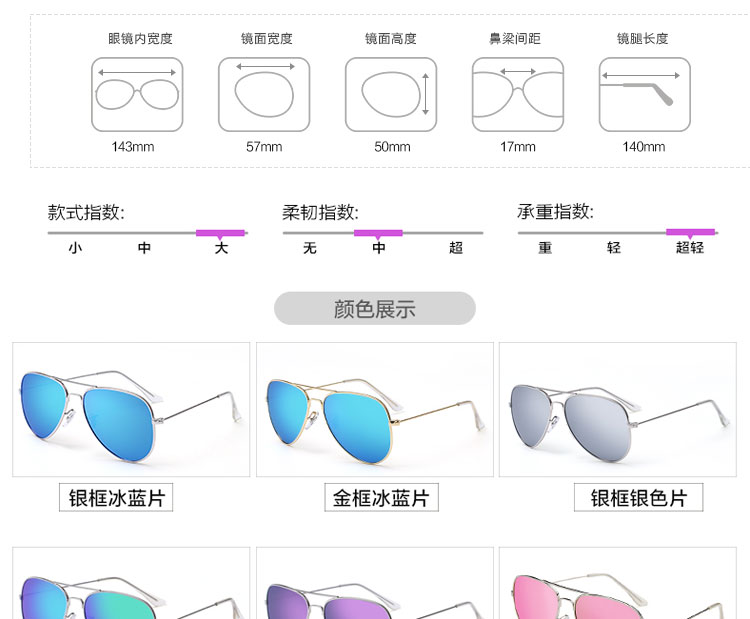 眼镜内宽度 镜面宽度 镜面高度 鼻梁间距 镜腿长度
143mm 57mm 50mm 17mm 140mm
款式指数: 柔韧指数: 承重指数:
小 中 大 无 中 超 重 轻 超轻
颜色展示
银框冰蓝片 金框冰蓝片 银框银色片